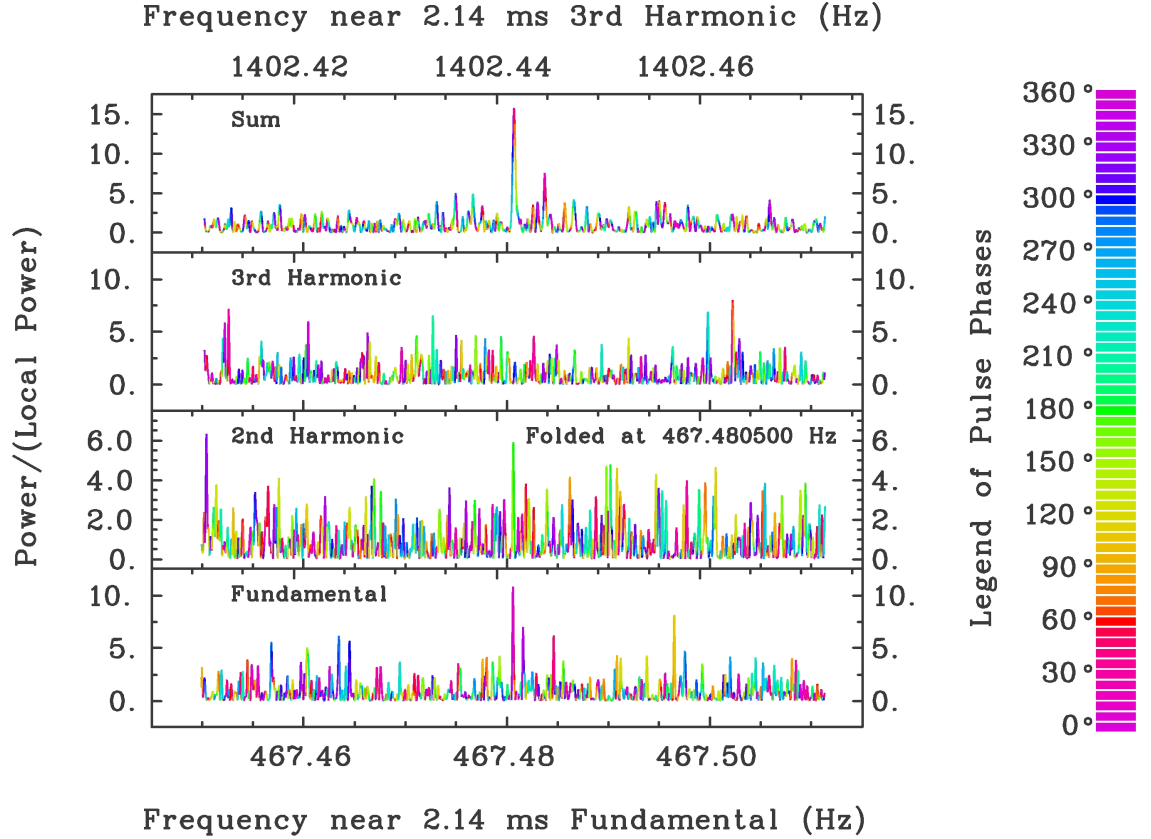 Frequency near 2.14 ms 3rd Harmonic (Hz)
1402.42 1402.44 1402.46
Sum
15. 15.
10. 10.
5. 5.
0. 0.
3rd Harmonic
10. 10.
5. 5.
0. 0.
2nd Harmonic Folded at 467.480500 Hz
6.0 6.
4.0 4.
2.0 2.
0. 0.
Fundamental
10. 10.
5. 5.
0. 0.
467.46 467.48 467.50
Frequency near 2.14 ms Fundamental (Hz)
Power/(Local Power)
Legend of Pulse Phases
360°
330°
300°
270°
240°
210°
180°
150°
120°
90°
60°
30°
0°